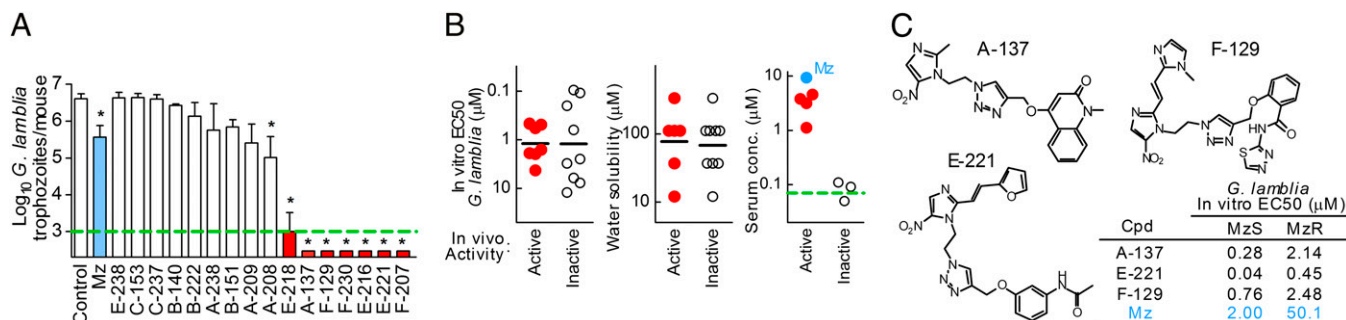 A
Log10 G. lamblia
trophozoites/mouse
7
6
5
4
3
*
*
*
*
*
*
*
*
*
Control
Mz
E-238
C-153
C-237
B-140
B-222
A-238
B-151
A-209
A-208
E-218
A-137
F-129
F-230
E-216
E-221
F-207
B
In vitro EC50
G. lamblia (μM)
0.1
1
10
Water solubility (μM)
100
10
Serum conc. (μM)
10
1
0.1
Mz
In vivo
Activity:
Active
Inactive
Active
Inactive
Active
Inactive
C
A-137
O2N
N
N
N
N
N
O
O
N
F-129
N
N
N
N
O2N
N
N
N
O
HN
O
S
N
N
E-221
O
N
O2N
N
N
N
N
O
H
N
O
G. lamblia
In vitro EC50 (μM)
Cpd MzS MzR
A-137 0.28 2.14
E-221 0.04 0.45
F-129 0.76 2.48
Mz 2.00 50.1